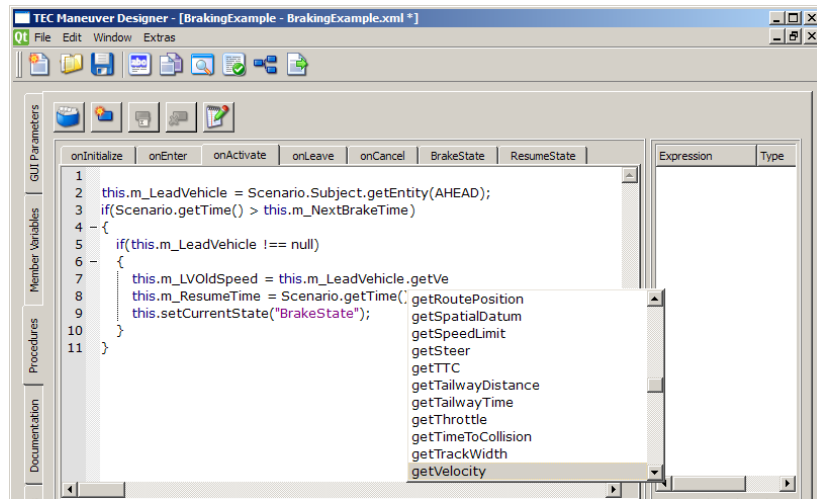 TEC Maneuver Designer - [BrakingExample - BrakingExample.xml *]
Qt File Edit Window Extras
GUI Parameters
Member Variables
Procedures
Documentation
onInitialize onEnter onActivate onLeave onCancel BrakeState ResumeState
Expression Type
1
2 this.m_LeadVehicle = Scenario.Subject.getEntity(AHEAD);
3 if(Scenario.getTime() > this.m_NextBrakeTime)
4 {
5 if(this.m_LeadVehicle !== null)
6 {
7 this.m_LVOldSpeed = this.m_LeadVehicle.getVe
8 this.m_ResumeTime = Scenario.getTime()
9 this.setCurrentState("BrakeState");
10 }
11 }
getRoutePosition
getSpatialDatum
getSpeedLimit
getSteer
getTTC
getTailwayDistance
getTailwayTime
getThrottle
getTimeToCollision
getTrackWidth
getVelocity